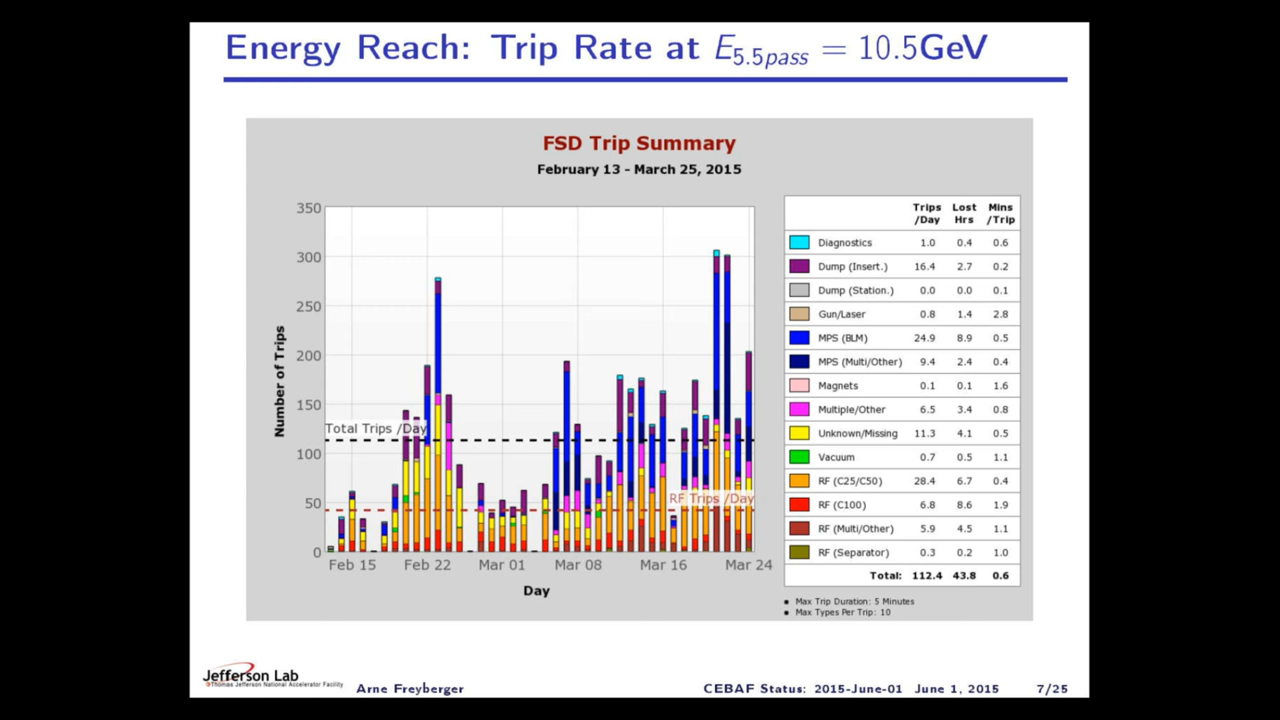 Energy Reach: Trip Rate at E5.5pass = 10.5GeV
FSD Trip Summary
February 13 - March 25, 2015
Number of Trips
350
300
250
200
150
100
50
0
Total Trips /Day
RF Trips /Day
Feb 15 Feb 22 Mar 01 Mar 08 Mar 16 Mar 24
Day
Trips /Day Lost Hrs Mins /Trip
Diagnostics 1.0 0.4 0.6
Dump (Insert.) 16.4 2.7 0.2
Dump (Station.) 0.0 0.0 0.1
Gun/Laser 0.8 1.4 2.8
MPS (BLM) 24.9 8.9 0.5
MPS (Multi/Other) 9.4 2.4 0.4
Magnets 0.1 0.1 1.6
Multiple/Other 6.5 3.4 0.8
Unknown/Missing 11.3 4.1 0.5
Vacuum 0.7 0.5 1.1
RF (C25/C50) 28.4 6.7 0.4
RF (C100) 6.8 8.6 1.9
RF (Multi/Other) 5.9 4.5 1.1
RF (Separator) 0.3 0.2 1.0
Total: 112.4 43.8 0.6
Max Trip Duration: 5 Minutes
Max Types Per Trip: 10
Jefferson Lab
Thomas Jefferson National Accelerator Facility
Arne Freyberger
CEBAF Status: 2015-June-01 June 1, 2015 7/25